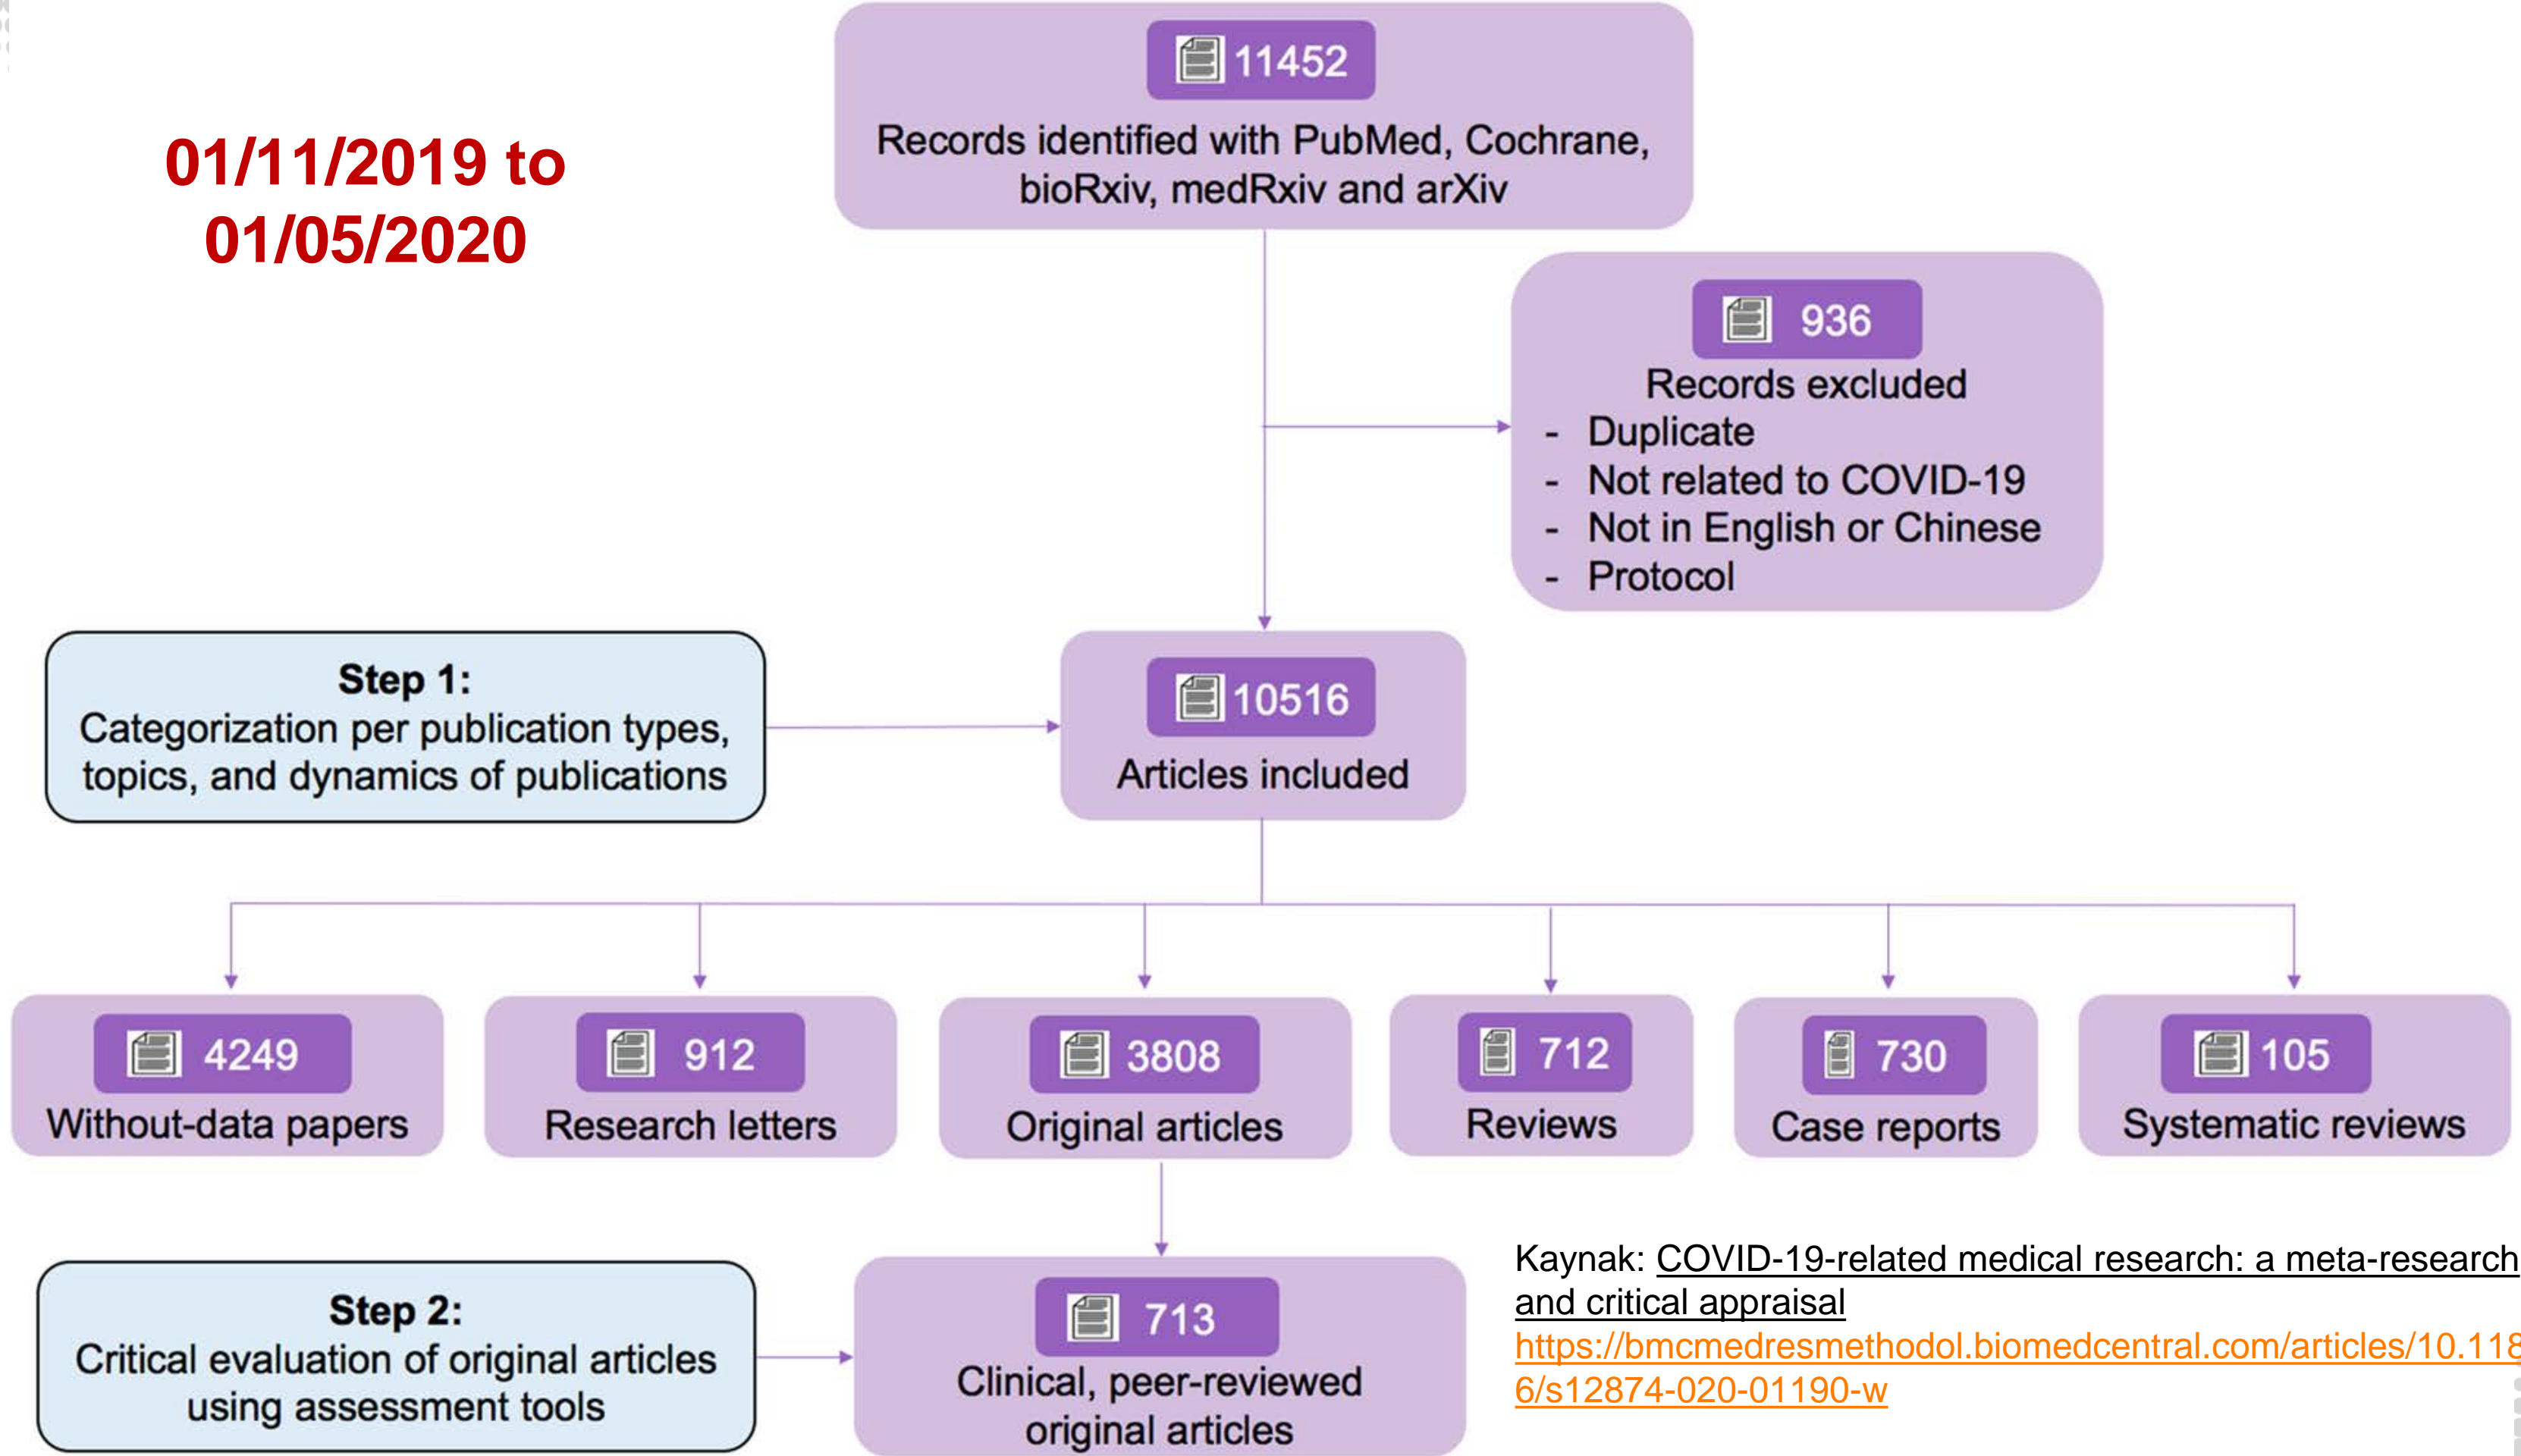 01/11/2019 to
01/05/2020
11452
Records identified with PubMed, Cochrane,
bioRxiv, medRxiv and arXiv
936
Records excluded
- Duplicate
- Not related to COVID-19
- Not in English or Chinese
- Protocol
Step 1:
Categorization per publication types,
topics, and dynamics of publications
10516
Articles included
4249
Without-data papers
912
Research letters
3808
Original articles
712
Reviews
730
Case reports
105
Systematic reviews
Step 2:
Critical evaluation of original articles
using assessment tools
713
Clinical, peer-reviewed
original articles
Kaynak: COVID-19-related medical research: a meta-research
and critical appraisal
https://bmcmedresmethodol.biomedcentral.com/articles/10.118
6/s12874-020-01190-w